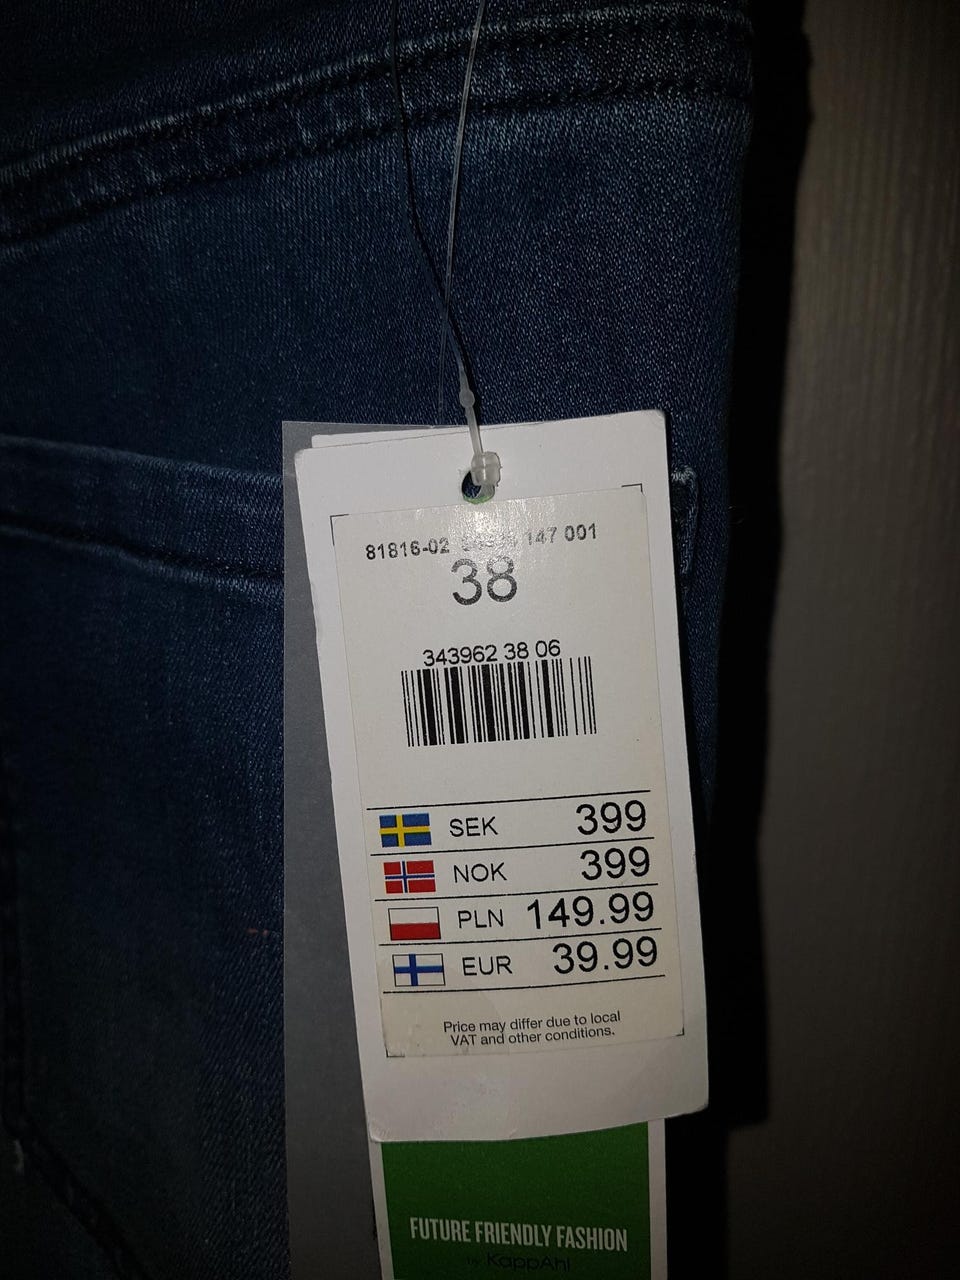 81816-02 147 001
38
343962 38 06
SEK 399
NOK 399
PLN 149.99
EUR 39.99
Price may differ due to local
VAT and other conditions.
FUTURE FRIENDLY FASHION
by KappAhl